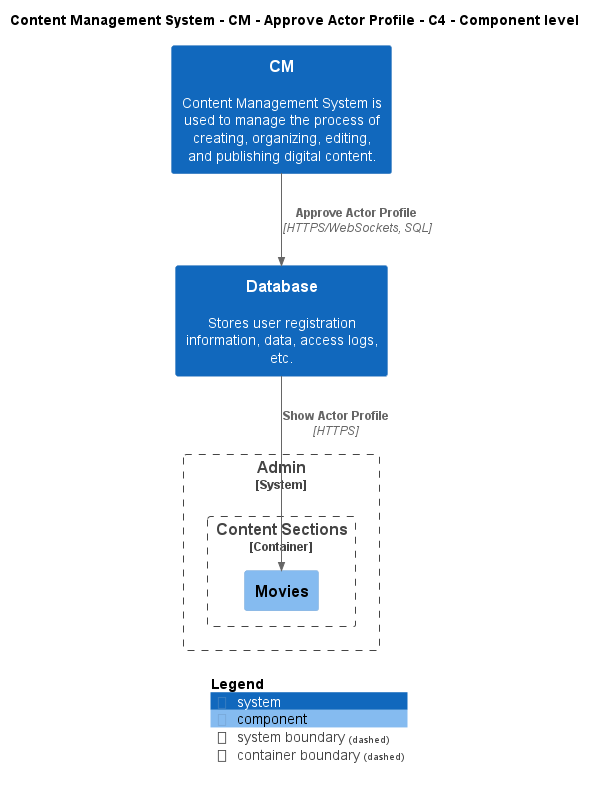 Content Management System - CM - Approve Actor Profile - C4 - Component level
CM
Content Management System is
used to manage the process of
creating, organizing, editing,
and publishing digital content.
Approve Actor Profile
[HTTPS/WebSockets, SQL]
Database
Stores user registration
information, data, access logs,
etc.
Show Actor Profile
[HTTPS]
Admin
[System]
Content Sections
[Container]
Movies
Legend
system
component
system boundary (dashed)
container boundary (dashed)